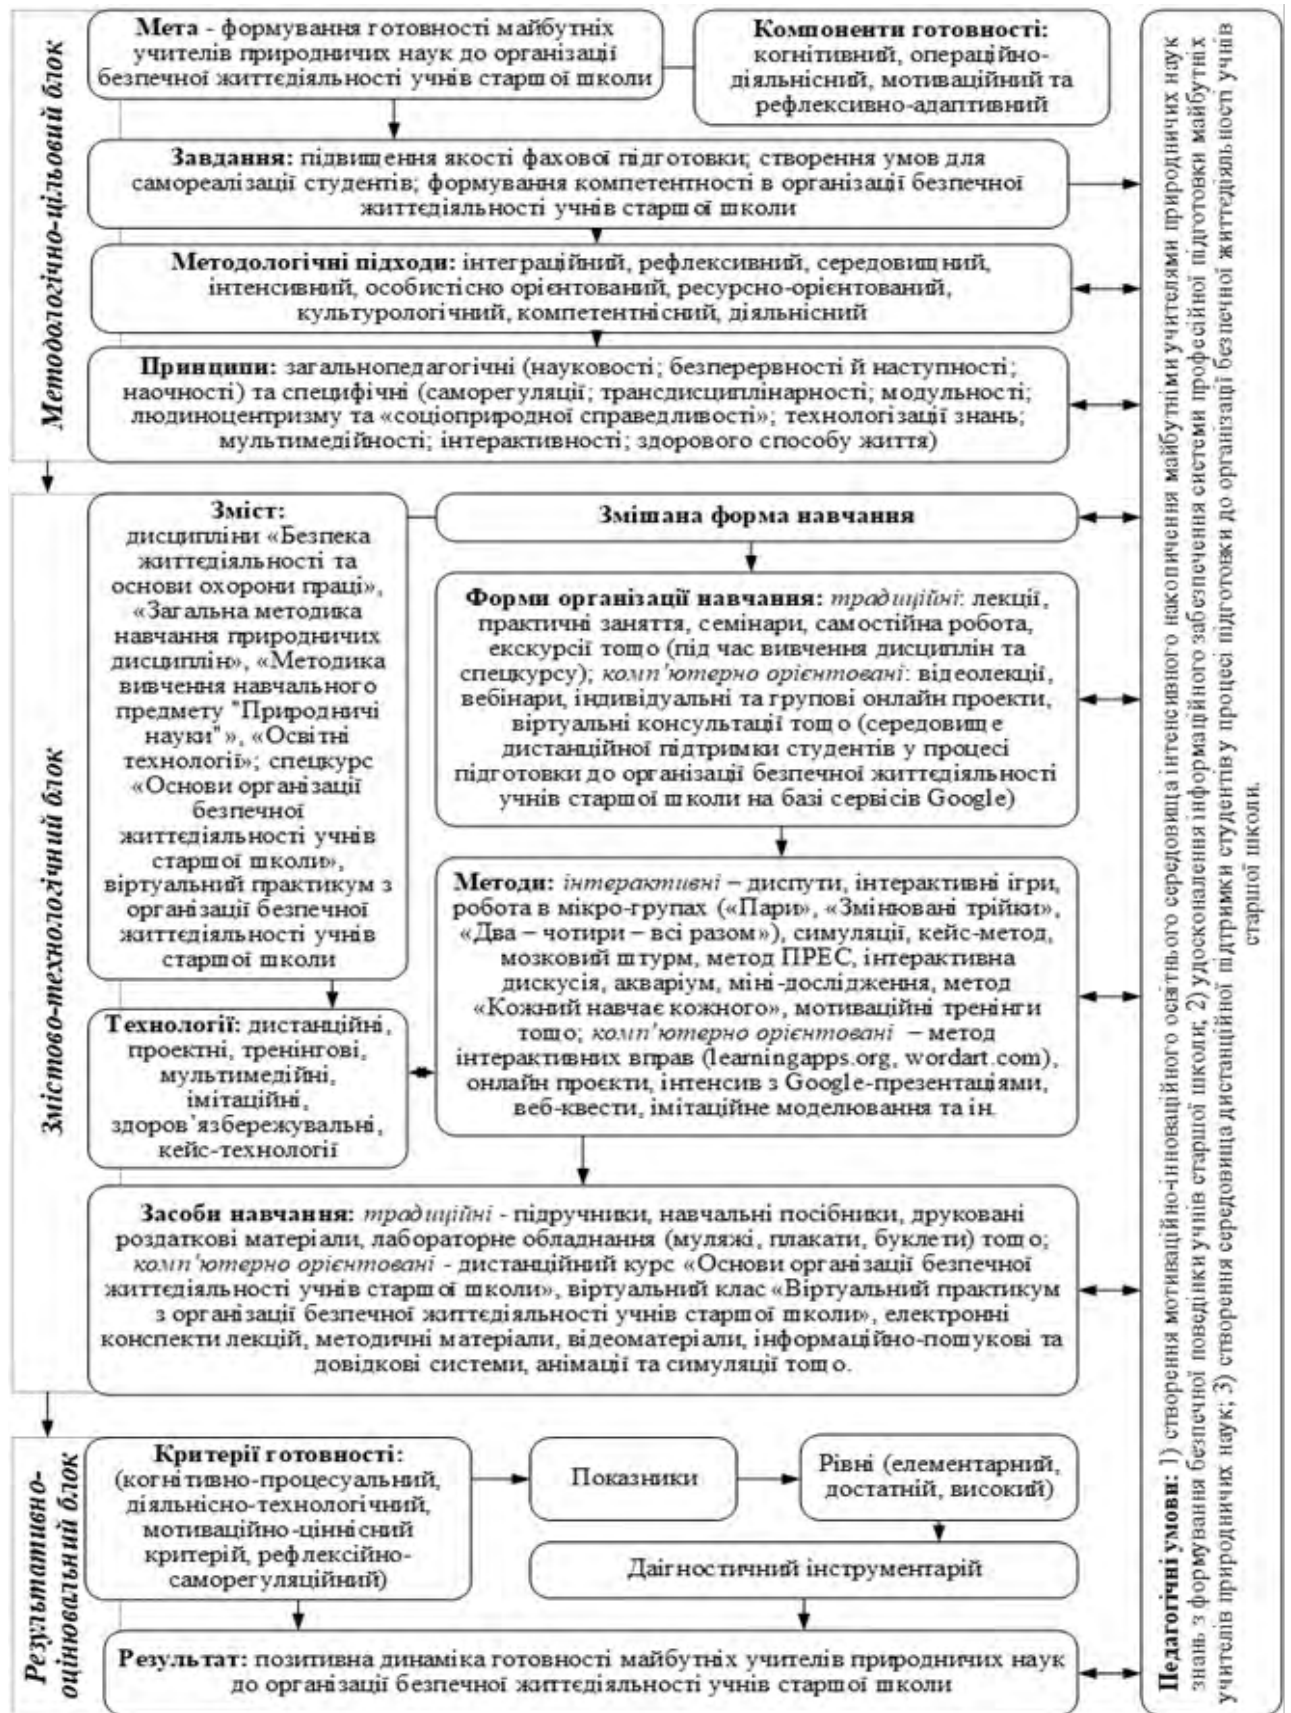 Методологічно-цільовий блок
Мета - формування готовності майбутніх
учителів природничих наук до організації
безпечної життєдіяльності учнів старшої школи
Компоненти готовності:
когнітивний, операційно-
діяльнісний, мотиваційний та
рефлексивно-адаптивний
Завдання: підвищення якості фахової підготовки; створення умов для
самореалізації студентів; формування компетентності в організації безпечної
життєдіяльності учнів старшої школи
Методологічні підходи: інтеграційний, рефлексивний, середовищний,
інтенсивний, особистісно орієнтований, ресурсно-орієнтований,
культурологічний, компетентнісний, діяльнісний
Принципи: загальнопедагогічні (науковості; безперервності й наступності;
наочності) та специфічні (саморегуляції; трансдисциплінарності; модульності;
людиноцентризму та «соціоприродної справедливості»; технологізації знань;
мультимедійності; інтерактивності; здорового способу життя)
Змістово-технологічний блок
Зміст:
дисципліни «Безпека
життєдіяльності та
основи охорони праці»,
«Загальна методика
навчання природничих
дисциплін», «Методика
вивчення навчального
предмету "Природничі
науки"», «Освітні
технології»; спецкурс
«Основи організації
безпечної
життєдіяльності учнів
старшої школи»,
віртуальний практикум з
організації безпечної
життєдіяльності учнів
старшої школи
Змішана форма навчання
Форми організації навчання: традиційні: лекції,
практичні заняття, семінари, самостійна робота,
екскурсії тощо (під час вивчення дисциплін та
спецкурсу); комп'ютерно орієнтовані: відеолекції,
вебінари, індивідуальні та групові онлайн проекти,
віртуальні консультації тощо (середовище
дистанційної підтримки студентів у процесі
підготовки до організації безпечної життєдіяльності
учнів старшої школи на базі сервісів Google)
Методи: інтерактивні – диспути, інтерактивні ігри,
робота в мікро-групах («Пари», «Змінювані трійки»,
«Два – чотири – всі разом»), симуляції, кейс-метод,
мозковий штурм, метод ПРЕС, інтерактивна
дискусія, акваріум, міні-дослідження, метод
«Кожний навчає кожного», мотиваційні тренінги
тощо; комп'ютерно орієнтовані – метод
інтерактивних вправ (learningapps.org, wordart.com),
онлайн проєкти, інтенсив з Google-презентаціями,
веб-квести, імітаційне моделювання та ін.
Технології: дистанційні,
проектні, тренінгові,
мультимедійні,
імітаційні,
здоров'язбережувальні,
кейс-технології
Засоби навчання: традиційні - підручники, навчальні посібники, друковані
роздаткові матеріали, лабораторне обладнання (муляжі, плакати, буклети) тощо;
комп'ютерно орієнтовані - дистанційний курс «Основи організації безпечної
життєдіяльності учнів старшої школи», віртуальний клас «Віртуальний практикум
з організації безпечної життєдіяльності учнів старшої школи», електронні
конспекти лекцій, методичні матеріали, відеоматеріали, інформаційно-пошукові та
довідкові системи, анімації та симуляції тощо.
Результативно-
оцінювальний блок
Критерії готовності:
(когнітивно-процесуальний,
діяльнісно-технологічний,
мотиваційно-ціннісний
критерій, рефлексійно-
саморегуляційний)
Показники
Рівні (елементарний,
достатній, високий)
Даігностичний інструментарій
Результат: позитивна динаміка готовності майбутніх учителів природничих наук
до організації безпечної життєдіяльності учнів старшої школи
Педагогічні умови: 1) створення мотиваційно-інноваційного освітнього середовища інтенсивного накопичення майбутніми учителями природничих наук
знань з формування безпечної поведінки учнів старшої школи; 2) удосконалення інформаційного забезпечення системи професійної підготовки майбутніх
учителів природничих наук; 3) створення середовища дистанційної підтримки студентів у процесі підготовки до організації безпечної життєдіяльності учнів
старшої школи.